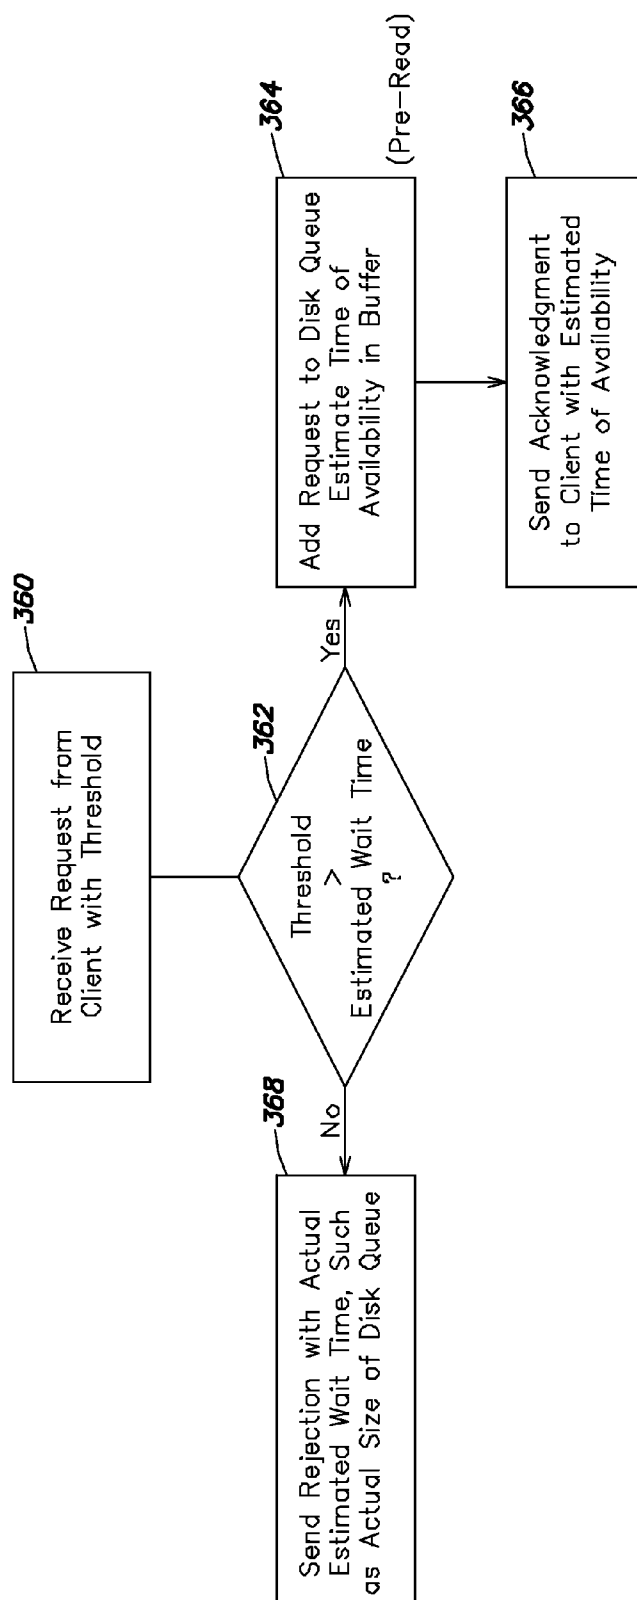 360
Receive Request from
Client with Threshold
362
Threshold
>
Estimated Wait Time
?
Yes
364
Add Request to Disk Queue
Estimate Time of
Availability in Buffer
(Pre-Read)
366
Send Acknowledgment
to Client with Estimated
Time of Availability
No
368
Send Rejection with Actual
Estimated Wait Time, Such
as Actual Size of Disk Queue